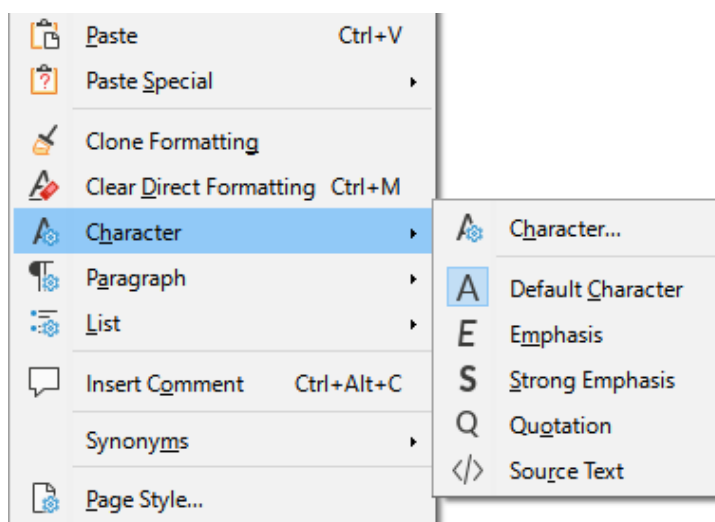 Paste Ctrl+V
Paste Special
Clone Formatting
Clear Direct Formatting Ctrl+M
Character
Paragraph
List
Insert Comment Ctrl+Alt+C
Synonyms
Page Style...
Character...
A Default Character
E Emphasis
S Strong Emphasis
Q Quotation
</> Source Text